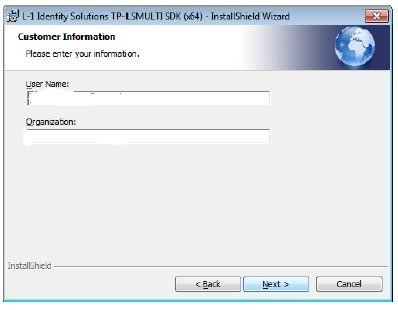 L-1 Identity Solutions TP-ILSMULTI SDK (x64) - InstallShield Wizard
Customer Information
Please enter your information.
User Name:
Organization:
InstallShield
< Back
Next >
Cancel